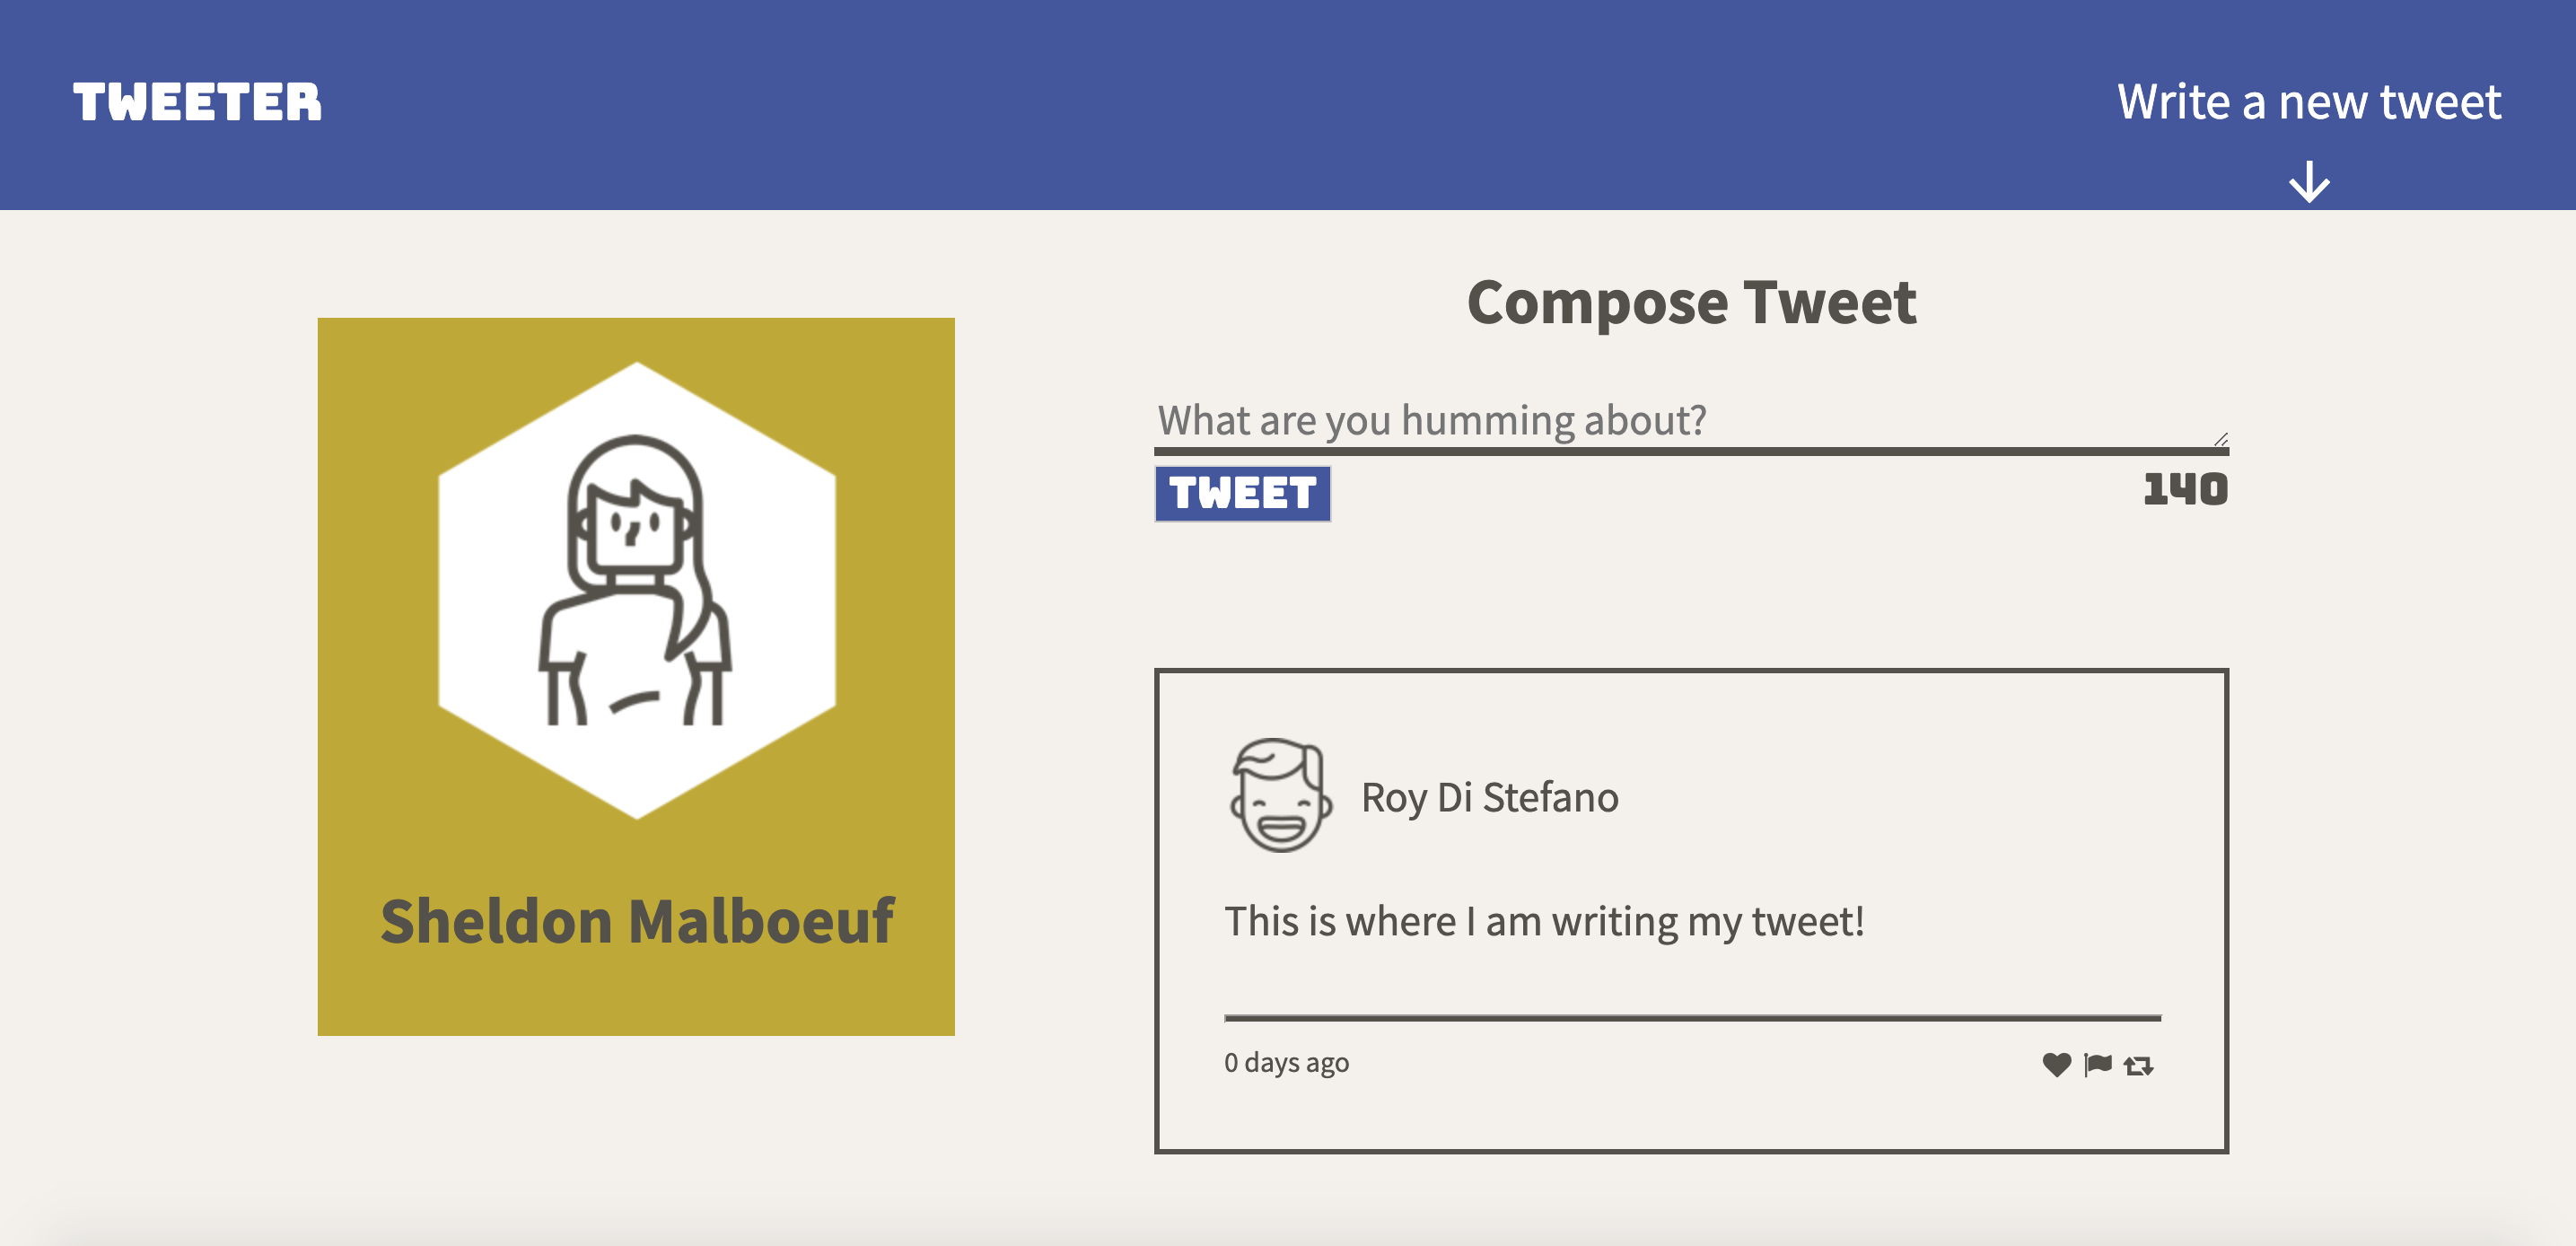 TWEETER
Write a new tweet
Sheldon Malboeuf
Compose Tweet
What are you humming about?
TWEET
140
Roy Di Stefano
This is where I am writing my tweet!
0 days ago